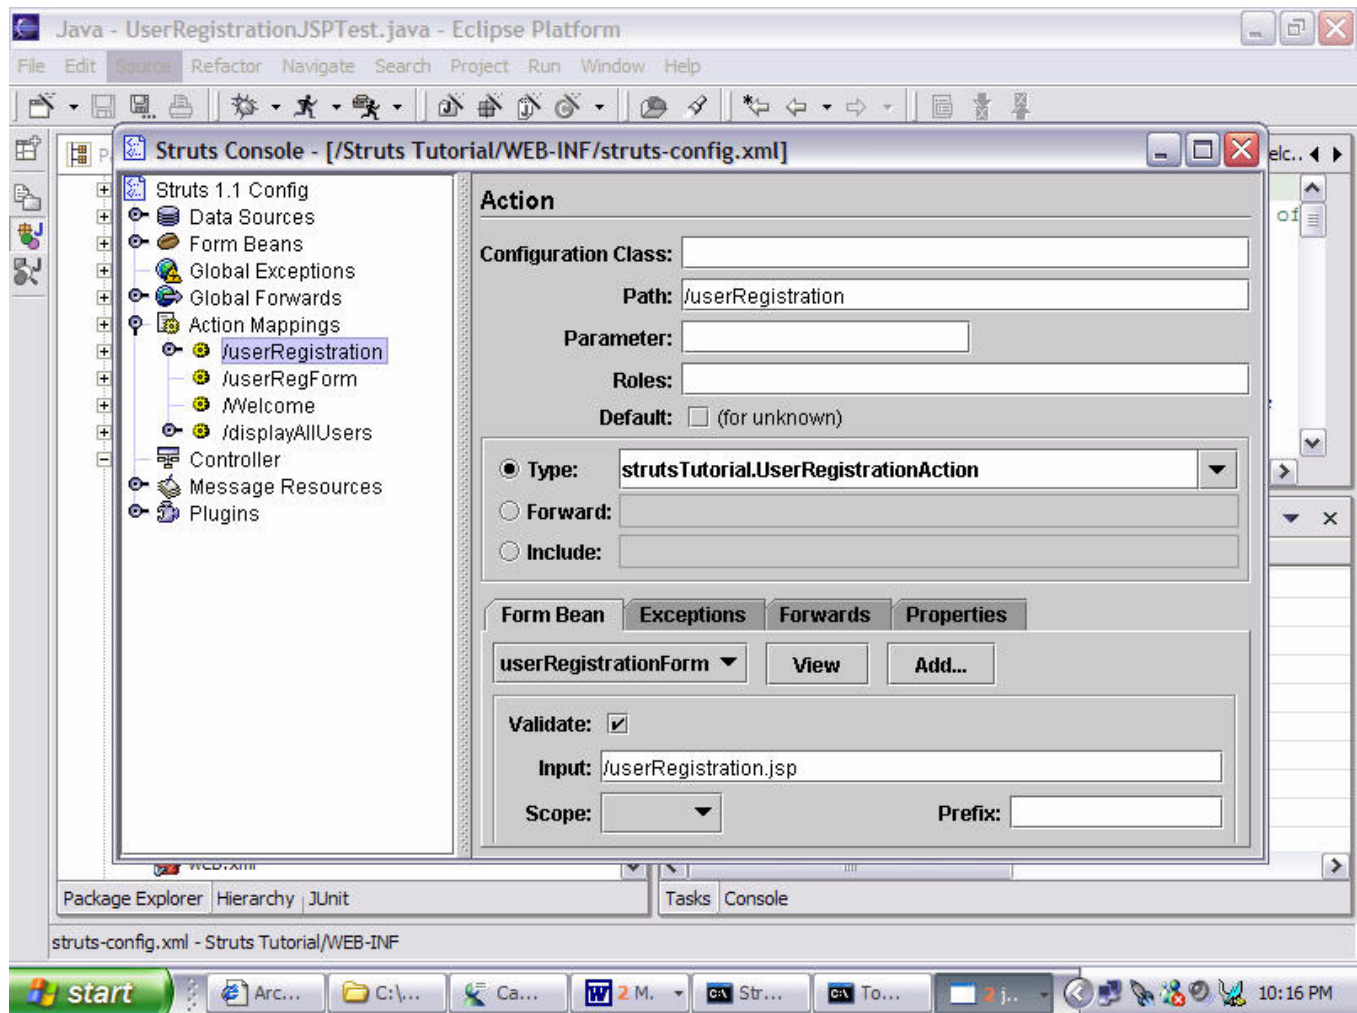 Java - UserRegistrationJSPTest.java - Eclipse Platform
File Edit Source Refactor Navigate Search Project Run Window Help
Struts Console - [/Struts Tutorial/WEB-INF/struts-config.xml]
elc..
of
Struts 1.1 Config
Data Sources
Form Beans
Global Exceptions
Global Forwards
Action Mappings
/userRegistration
/userRegForm
/Welcome
/displayAllUsers
Controller
Message Resources
Plugins
Action
Configuration Class:
Path: /userRegistration
Parameter:
Roles:
Default: (for unknown)
Type: strutsTutorial.UserRegistrationAction
Forward:
Include:
Form Bean Exceptions Forwards Properties
userRegistrationForm View Add...
Validate:
Input: /userRegistration.jsp
Scope: Prefix:
Package Explorer Hierarchy JUnit
Tasks Console
struts-config.xml - Struts Tutorial/WEB-INF
start Arc... C:\... Ca... 2 M. Str... To... 2 j.. 10:16 PM